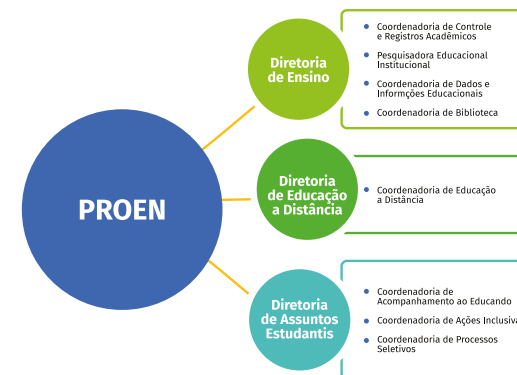 PROEN
Diretoria
de Ensino
Coordenadoria de Controle
e Registros Acadêmicos
Pesquisadora Educacional
Institucional
Coordenadoria de Dados e
Informções Educacionais
Coordenadoria de Biblioteca
Diretoria
de Educação
a Distância
Coordenadoria de Educação
a Distância
Diretoria
de Assuntos
Estudantis
Coordenadoria de
Acompanhamento ao Educando
Coordenadoria de Ações Inclusiva
Coordenadoria de Processos
Seletivos